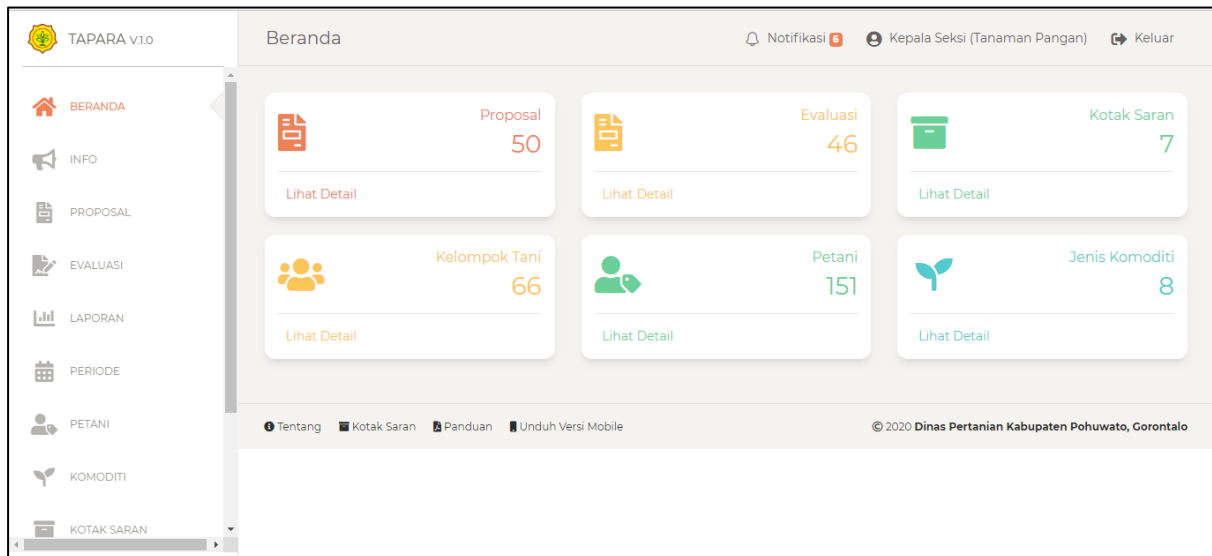 TAPARA V.1.0
BERANDA
INFO
PROPOSAL
EVALUASI
LAPORAN
PERIODE
PETANI
KOMODITI
KOTAK SARAN
Beranda
Notifikasi 6 Kepala Seksi (Tanaman Pangan) Keluar
Proposal
50
Lihat Detail
Evaluasi
46
Lihat Detail
Kotak Saran
7
Lihat Detail
Kelompok Tani
66
Lihat Detail
Petani
151
Lihat Detail
Jenis Komoditi
8
Lihat Detail
Tentang Kotak Saran Panduan Unduh Versi Mobile
© 2020 Dinas Pertanian Kabupaten Pohuwato, Gorontalo